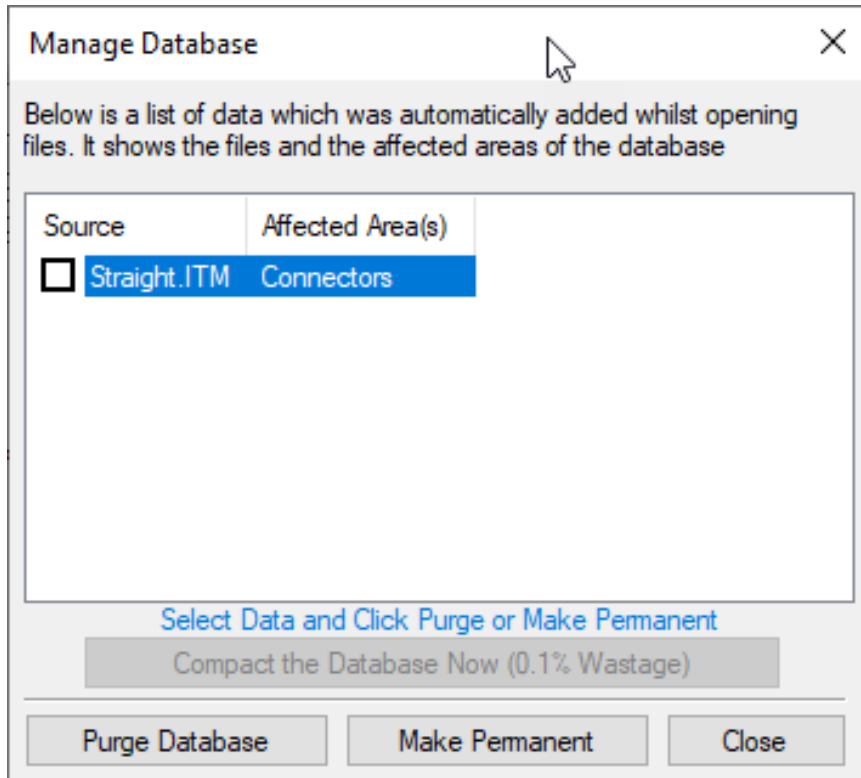 Manage Database
Below is a list of data which was automatically added whilst opening
files. It shows the files and the affected areas of the database
Source Affected Area(s)
Straight.ITM Connectors
Select Data and Click Purge or Make Permanent
Compact the Database Now (0.1% Wastage)
Purge Database Make Permanent Close